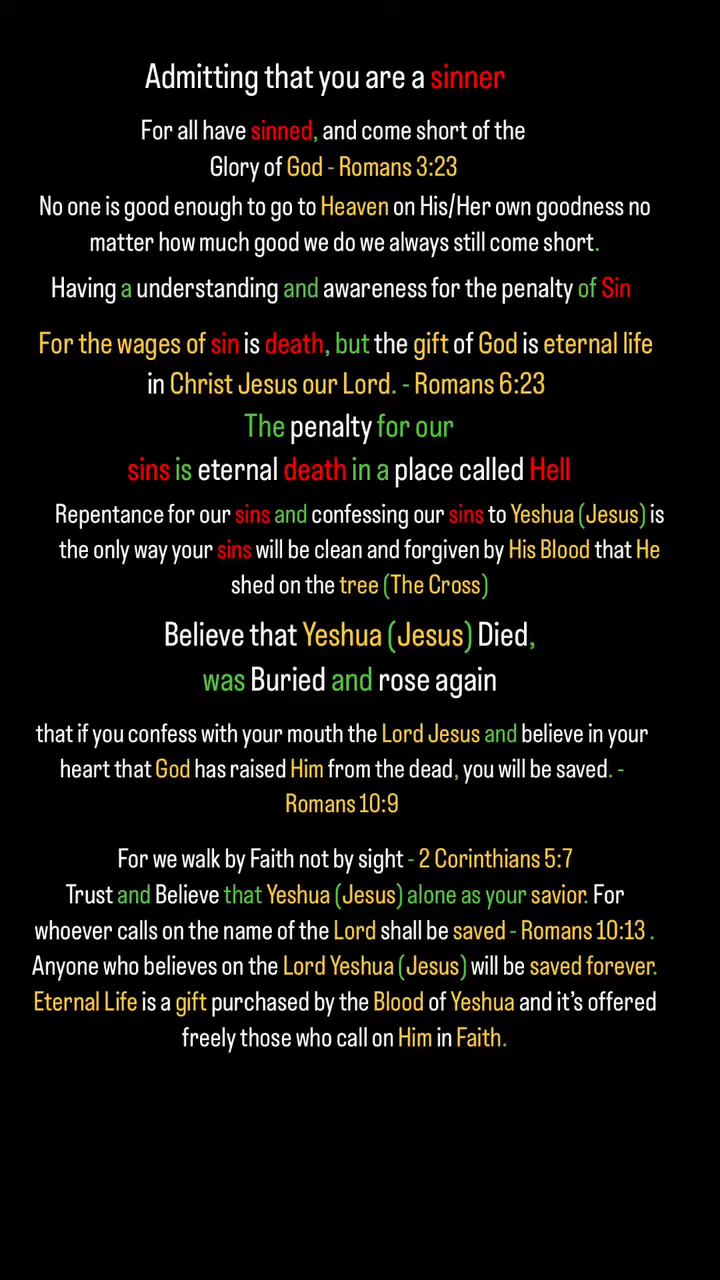 Admitting that you are a sinner
For all have sinned, and come short of the
Glory of God - Romans 3:23
No one is good enough to go to Heaven on His/Her own goodness no
matter how much good we do we always still come short.
Having a understanding and awareness for the penalty of Sin
For the wages of sin is death, but the gift of God is eternal life
in Christ Jesus our Lord. - Romans 6:23
The penalty for our
sins is eternal death in a place called Hell
Repentance for our sins and confessing our sins to Yeshua (Jesus) is
the only way your sins will be clean and forgiven by His Blood that He
shed on the tree (The Cross)
Believe that Yeshua (Jesus) Died,
was Buried and rose again
that if you confess with your mouth the Lord Jesus and believe in your
heart that God has raised Him from the dead, you will be saved. -
Romans 10:9
For we walk by Faith not by sight - 2 Corinthians 5:7
Trust and Believe that Yeshua (Jesus) alone as your savior. For
whoever calls on the name of the Lord shall be saved - Romans 10:13 .
Anyone who believes on the Lord Yeshua (Jesus) will be saved forever.
Eternal Life is a gift purchased by the Blood of Yeshua and it's offered
freely those who call on Him in Faith.